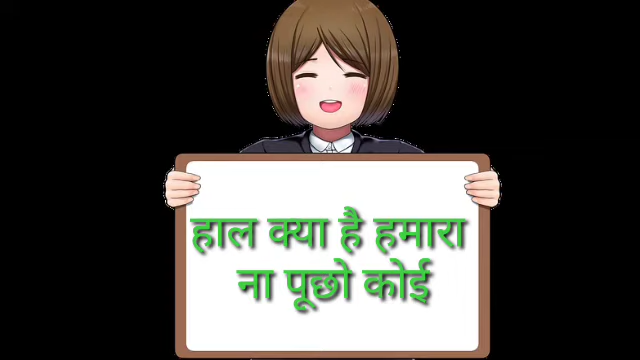 हाल क्या है हमारा
ना पूछो कोई